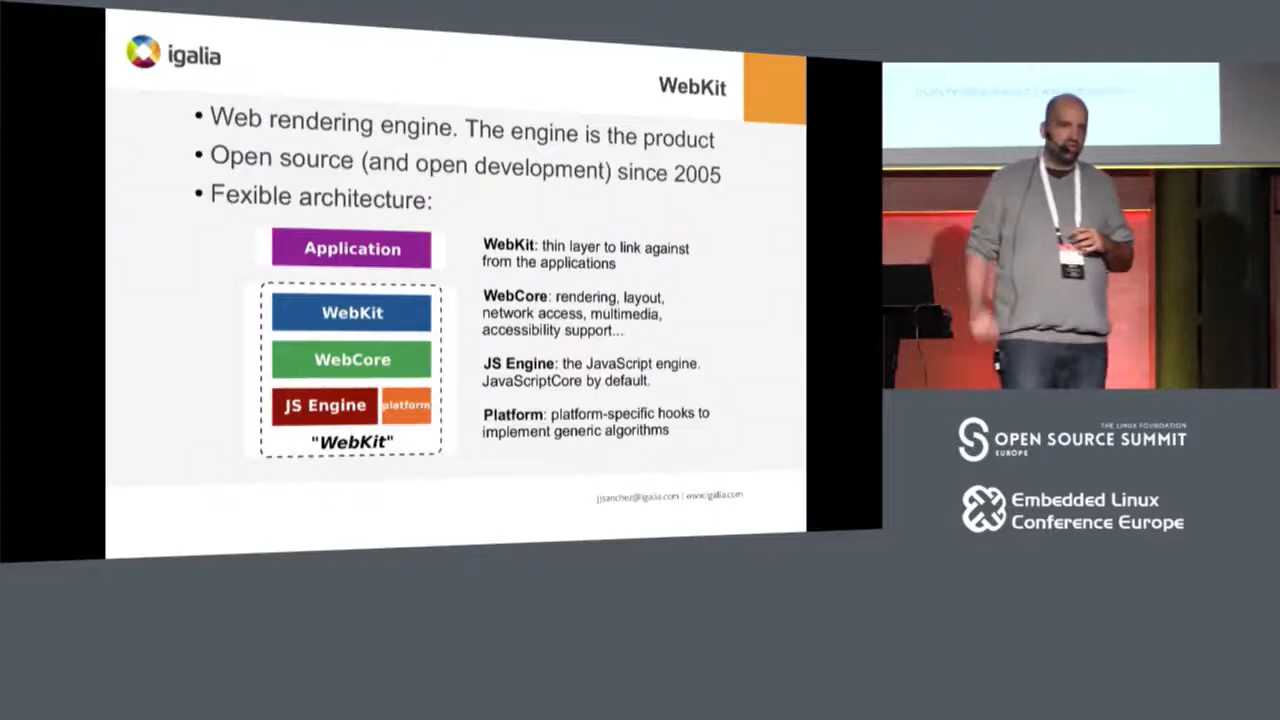 igalia
WebKit
• Web rendering engine. The engine is the product
• Open source (and open development) since 2005
• Fexible architecture:
Application
WebKit
WebCore
JS Engine
platform
"WebKit"
WebKit: thin layer to link against
from the applications
WebCore: rendering, layout,
network access, multimedia,
accessibility support...
JS Engine: the JavaScript engine.
JavaScriptCore by default.
Platform: platform-specific hooks to
implement generic algorithms
jjsanchez@igalia.com | www.igalia.com
THE LINUX FOUNDATION
OPEN SOURCE SUMMIT
EUROPE
Embedded Linux
Conference Europe